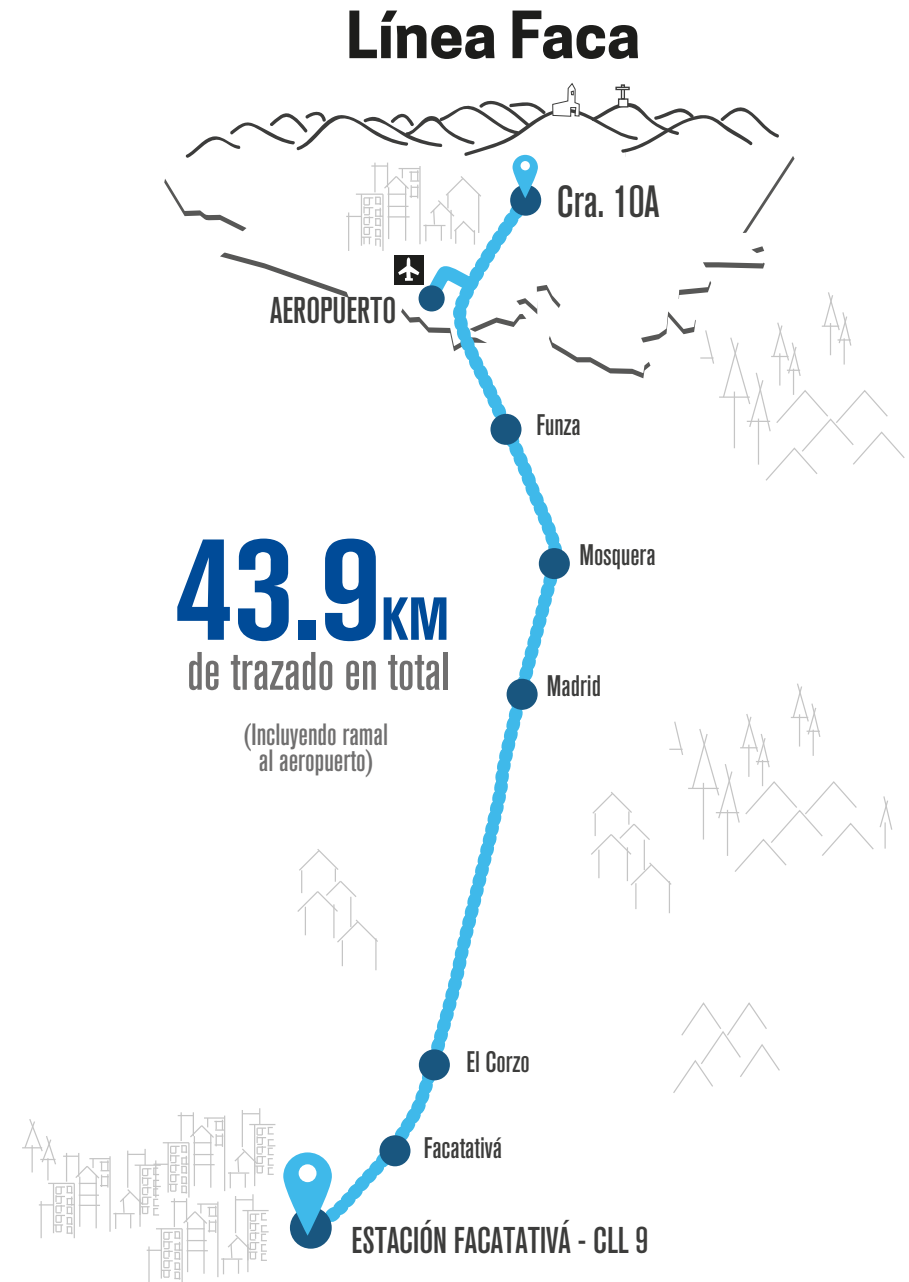 Línea Faca
Cra. 10A
AEROPUERTO
Funza
Mosquera
43.9KM
de trazado en total
(Incluyendo ramal
al aeropuerto)
Madrid
El Corzo
Facatativá
ESTACIÓN FACATATIVÁ - CLL 9